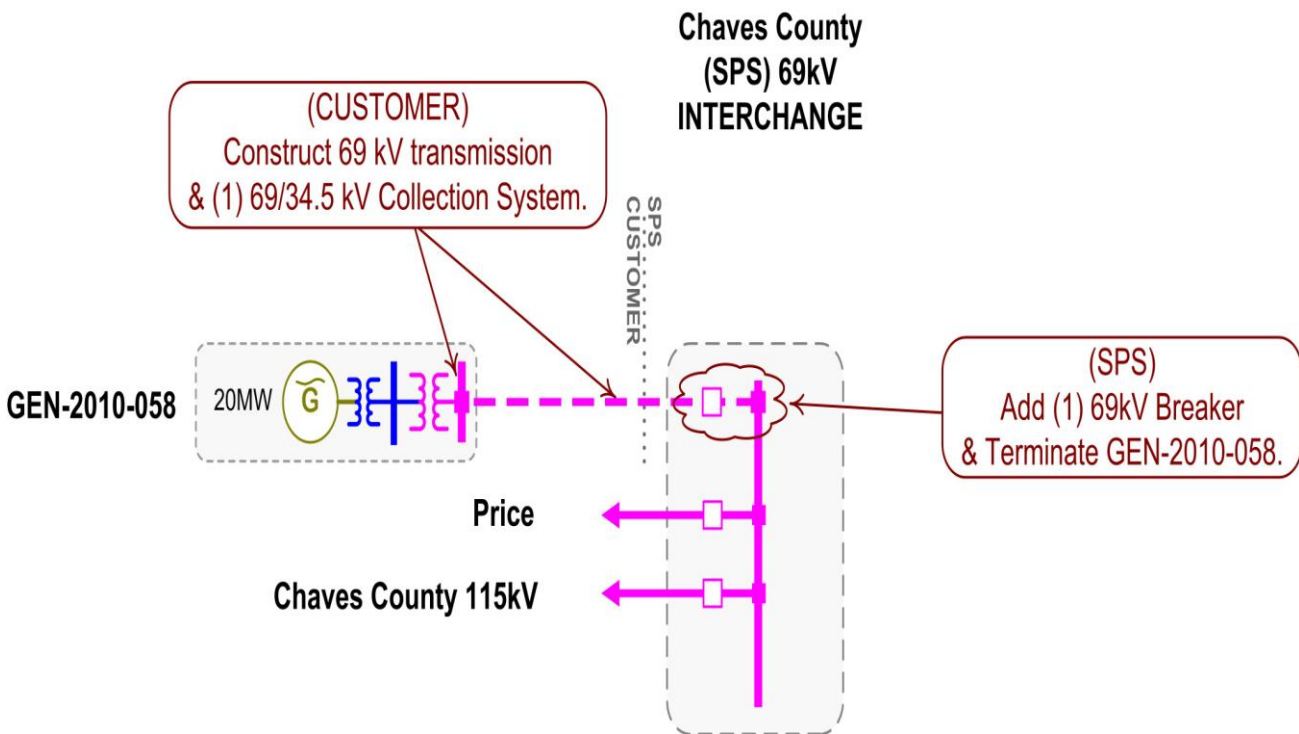 Chaves County
(SPS) 69kV
INTERCHANGE
(CUSTOMER)
Construct 69 kV transmission
& (1) 69/34.5 kV Collection System.
SPS
CUSTOMER
GEN-2010-058
20MW
G
(SPS)
Add (1) 69kV Breaker
& Terminate GEN-2010-058.
Price
Chaves County 115kV